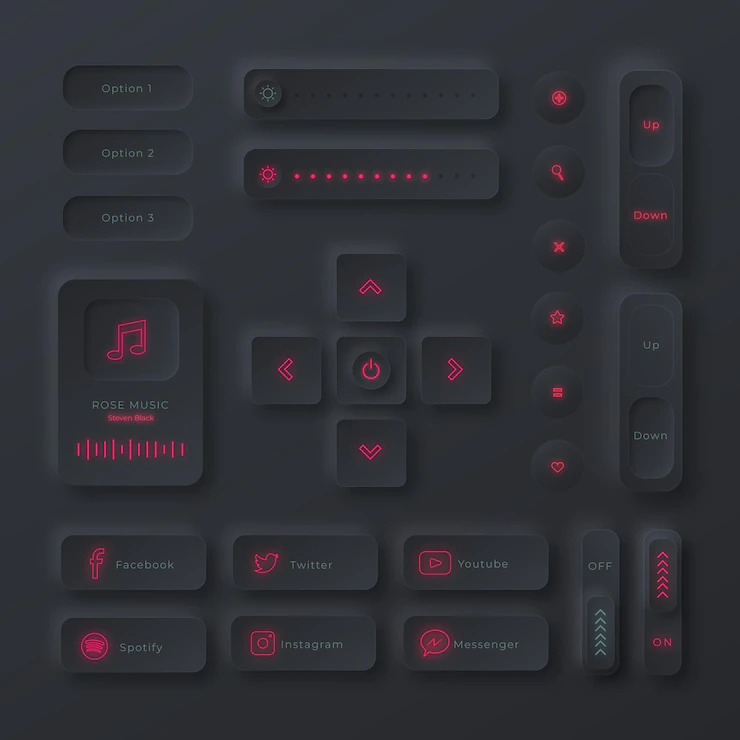 Option 1
Option 2
Option 3
Up
Down
ROSE MUSIC
Steven Black
Up
Down
Facebook
Twitter
Youtube
OFF
Spotify
Instagram
Messenger
ON